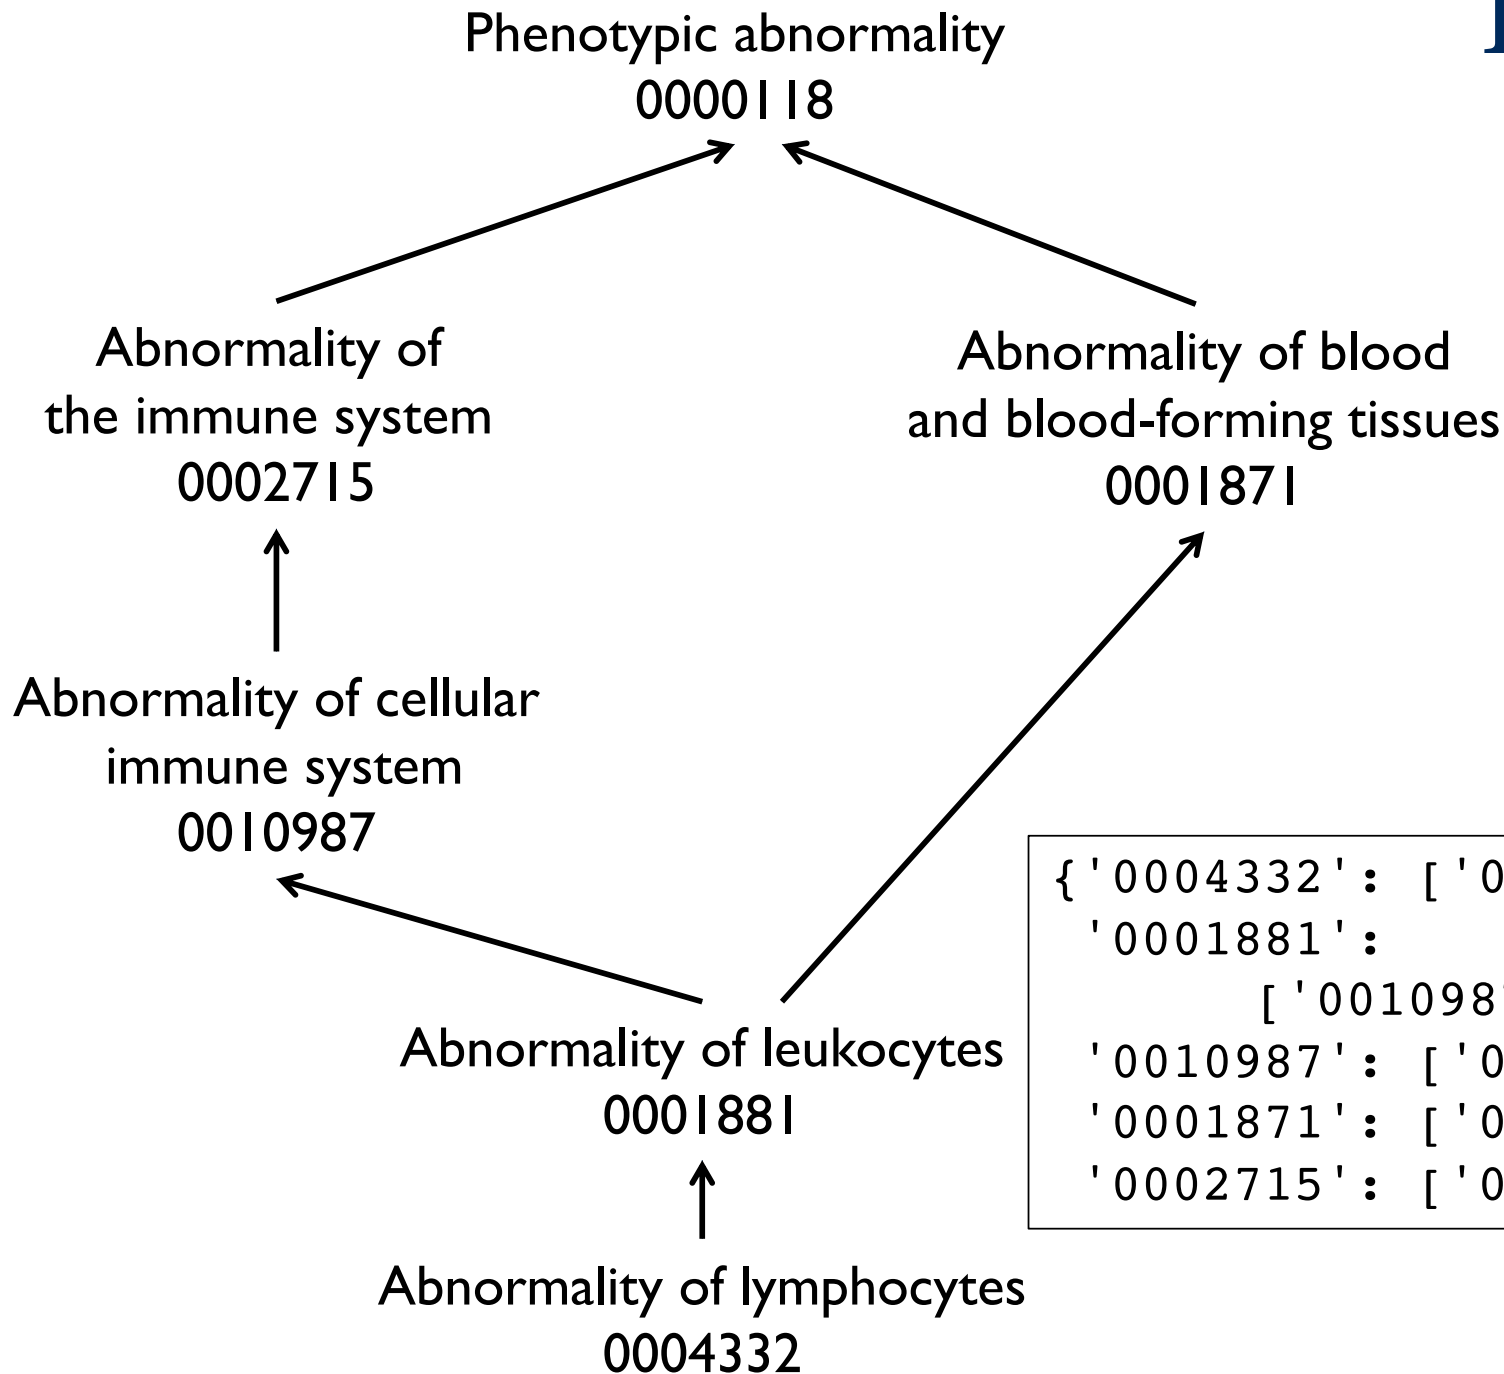 Phenotypic abnormality
0000118
Abnormality of
the immune system
0002715
Abnormality of blood
and blood-forming tissues
0001871
Abnormality of cellular
immune system
0010987
Abnormality of leukocytes
0001881
Abnormality of lymphocytes
0004332
{'0004332': ['0
'0001881':
['001098
'0010987': ['0
'0001871': ['0
'0002715': ['0